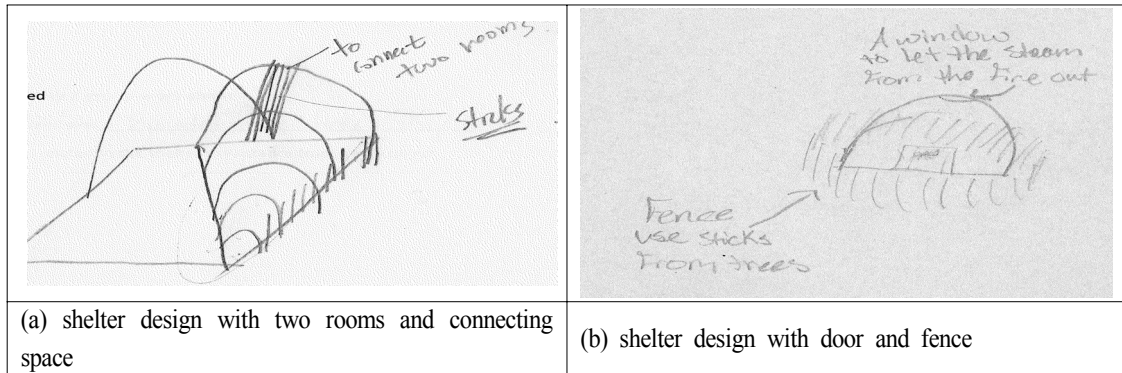 ed
to
connect
two rooms
Sticks
A window
to let the Steam
From the Fire out
Fence
use sticks
From trees
(a) shelter design with two rooms and connecting
space
(b) shelter design with door and fence